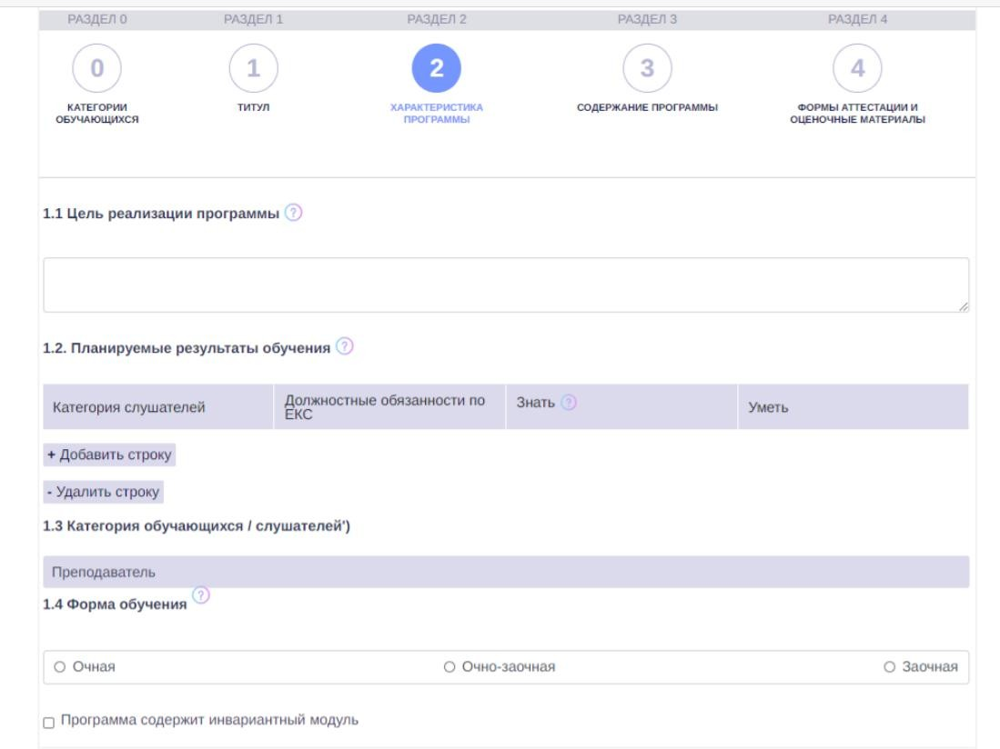 РАЗДЕЛ 0 РАЗДЕЛ 1 РАЗДЕЛ 2 РАЗДЕЛ 3 РАЗДЕЛ 4
0 1 2 3 4
КАТЕГОРИИ ОБУЧАЮЩИХСЯ
ТИТУЛ
ХАРАКТЕРИСТИКА ПРОГРАММЫ
СОДЕРЖАНИЕ ПРОГРАММЫ
ФОРМЫ АТТЕСТАЦИИ И ОЦЕНОЧНЫЕ МАТЕРИАЛЫ
1.1 Цель реализации программы ?
1.2. Планируемые результаты обучения ?
Категория слушателей
Должностные обязанности по
ЕКС
Знать ?
Уметь
+ Добавить строку
- Удалить строку
1.3 Категория обучающихся / слушателей')
Преподаватель
1.4 Форма обучения ?
Очная Очно-заочная Заочная
Программа содержит инвариантный модуль